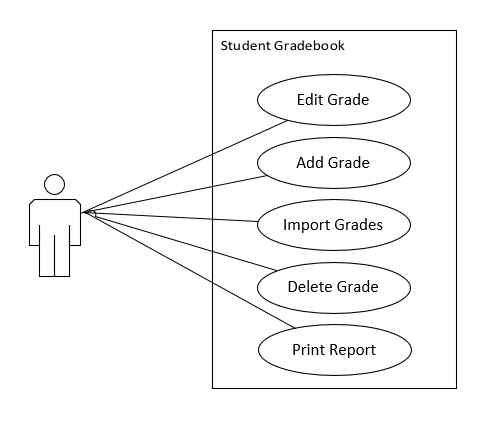 Student Gradebook
Edit Grade
Add Grade
Import Grades
Delete Grade
Print Report